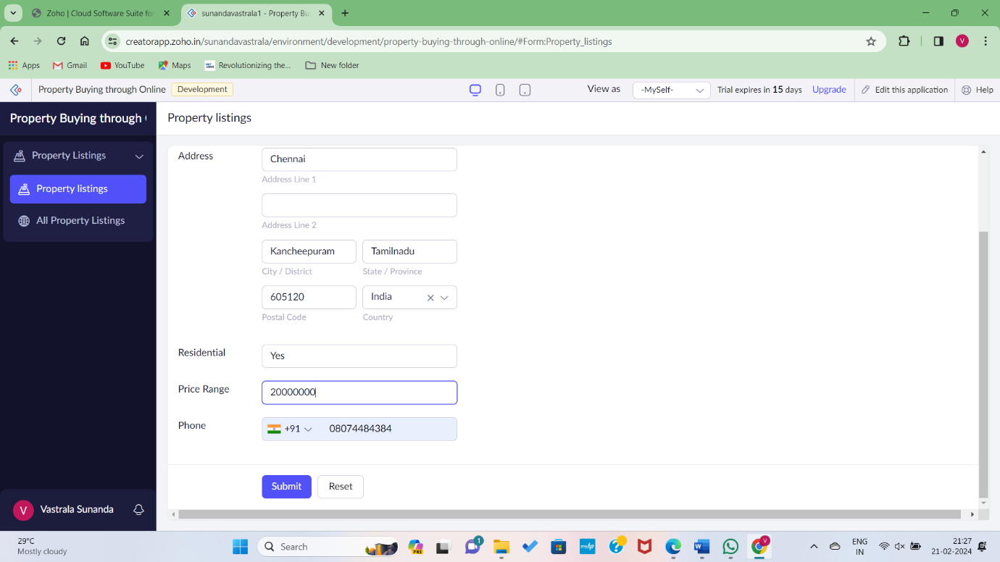 Zoho | Cloud Software Suite for
sunandavastrala1 - Property Bu
creatorapp.zoho.in/sunandavastrala/environment/development/property-buying-through-online/#Form:Property_listings
V
Apps
Gmail
YouTube
Maps
Revolutionizing the...
New folder
Property Buying through Online
Development
View as
-MySelf-
Trial expires in 15 days
Upgrade
Edit this application
Help
Property Buying through
Property Listings
Property listings
All Property Listings
V
Vastrala Sunanda
Property listings
Address
Chennai
Address Line 1
Address Line 2
Kancheepuram
Tamilnadu
City / District
State / Province
605120
India
Postal Code
Country
Residential
Yes
Price Range
20000000
Phone
+91
08074484384
Submit
Reset
29°C
Mostly cloudy
Search
PRE
1
myhp
V
ENG
IN
21:27
21-02-2024